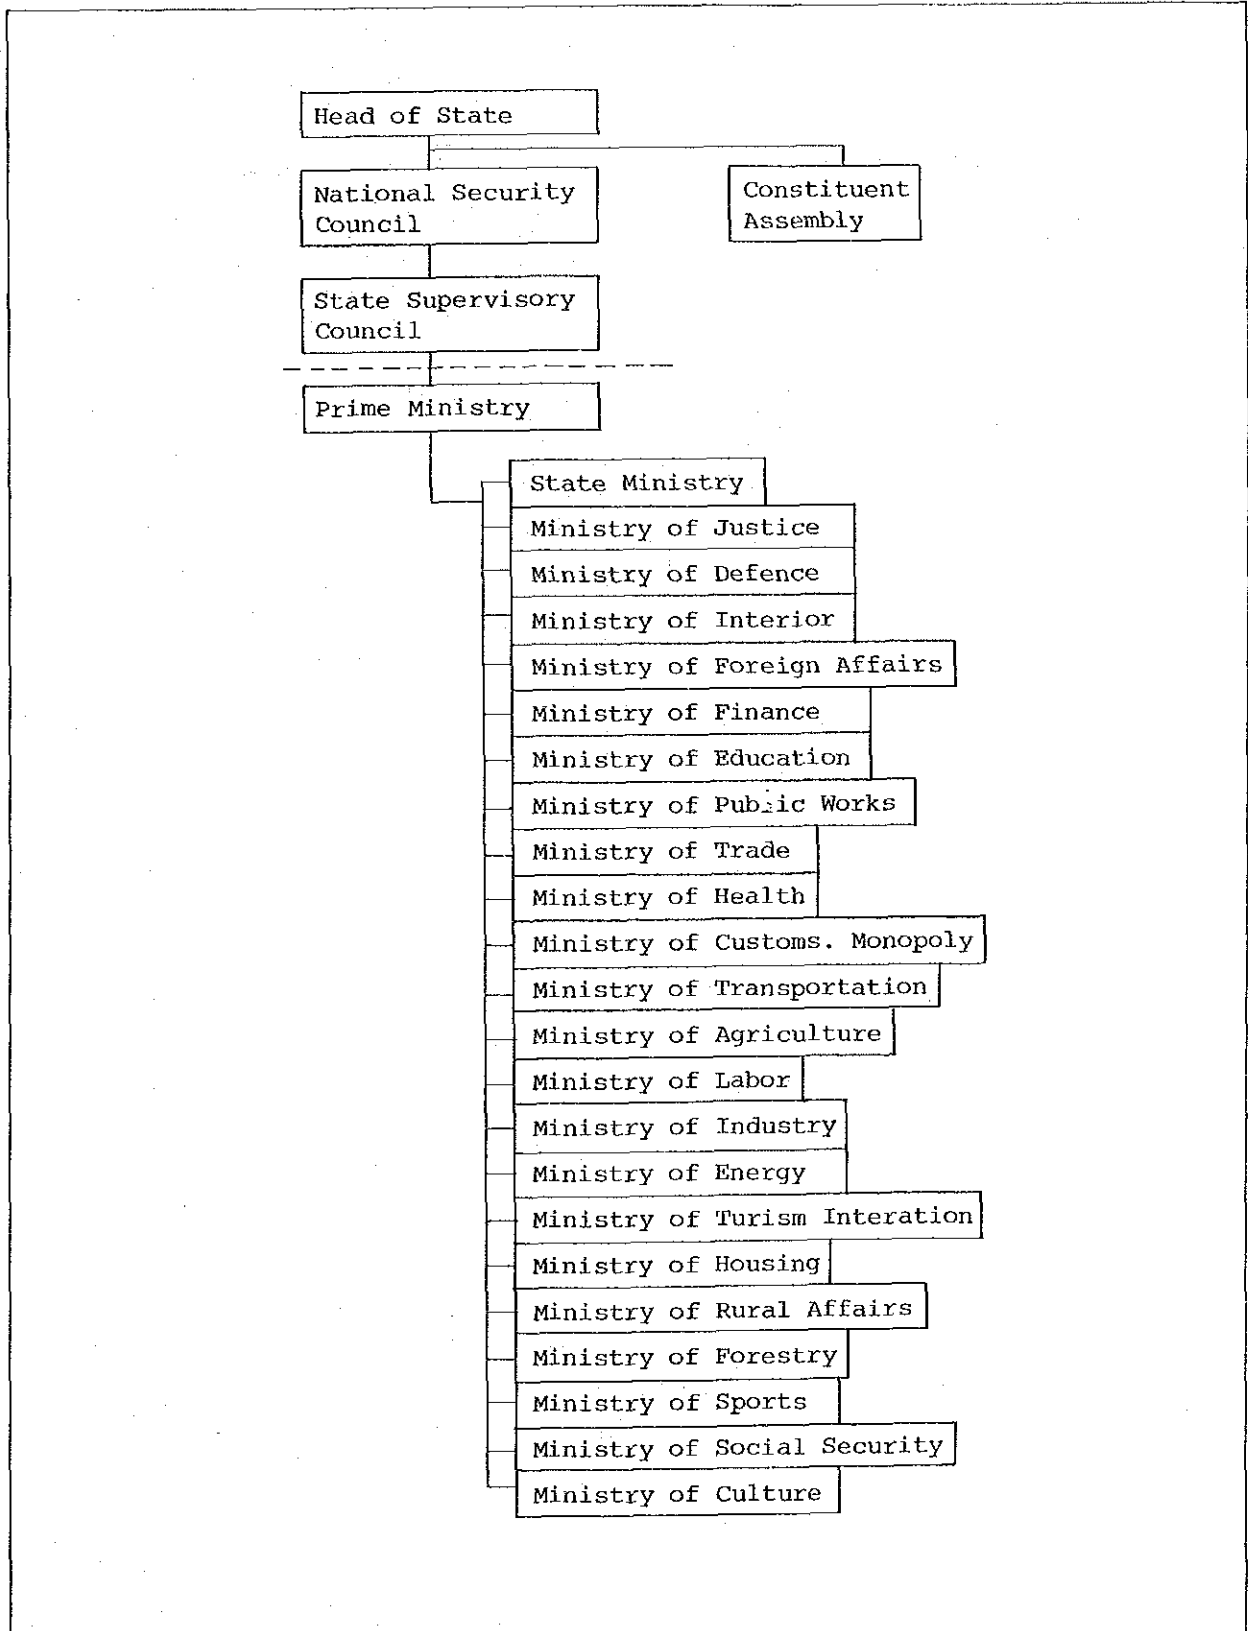 Head of State
National Security
Council
Constituent
Assembly
State Supervisory
Council
Prime Ministry
State Ministry
Ministry of Justice
Ministry of Defence
Ministry of Interior
Ministry of Foreign Affairs
Ministry of Finance
Ministry of Education
Ministry of Public Works
Ministry of Trade
Ministry of Health
Ministry of Customs. Monopoly
Ministry of Transportation
Ministry of Agriculture
Ministry of Labor
Ministry of Industry
Ministry of Energy
Ministry of Turism Interation
Ministry of Housing
Ministry of Rural Affairs
Ministry of Forestry
Ministry of Sports
Ministry of Social Security
Ministry of Culture